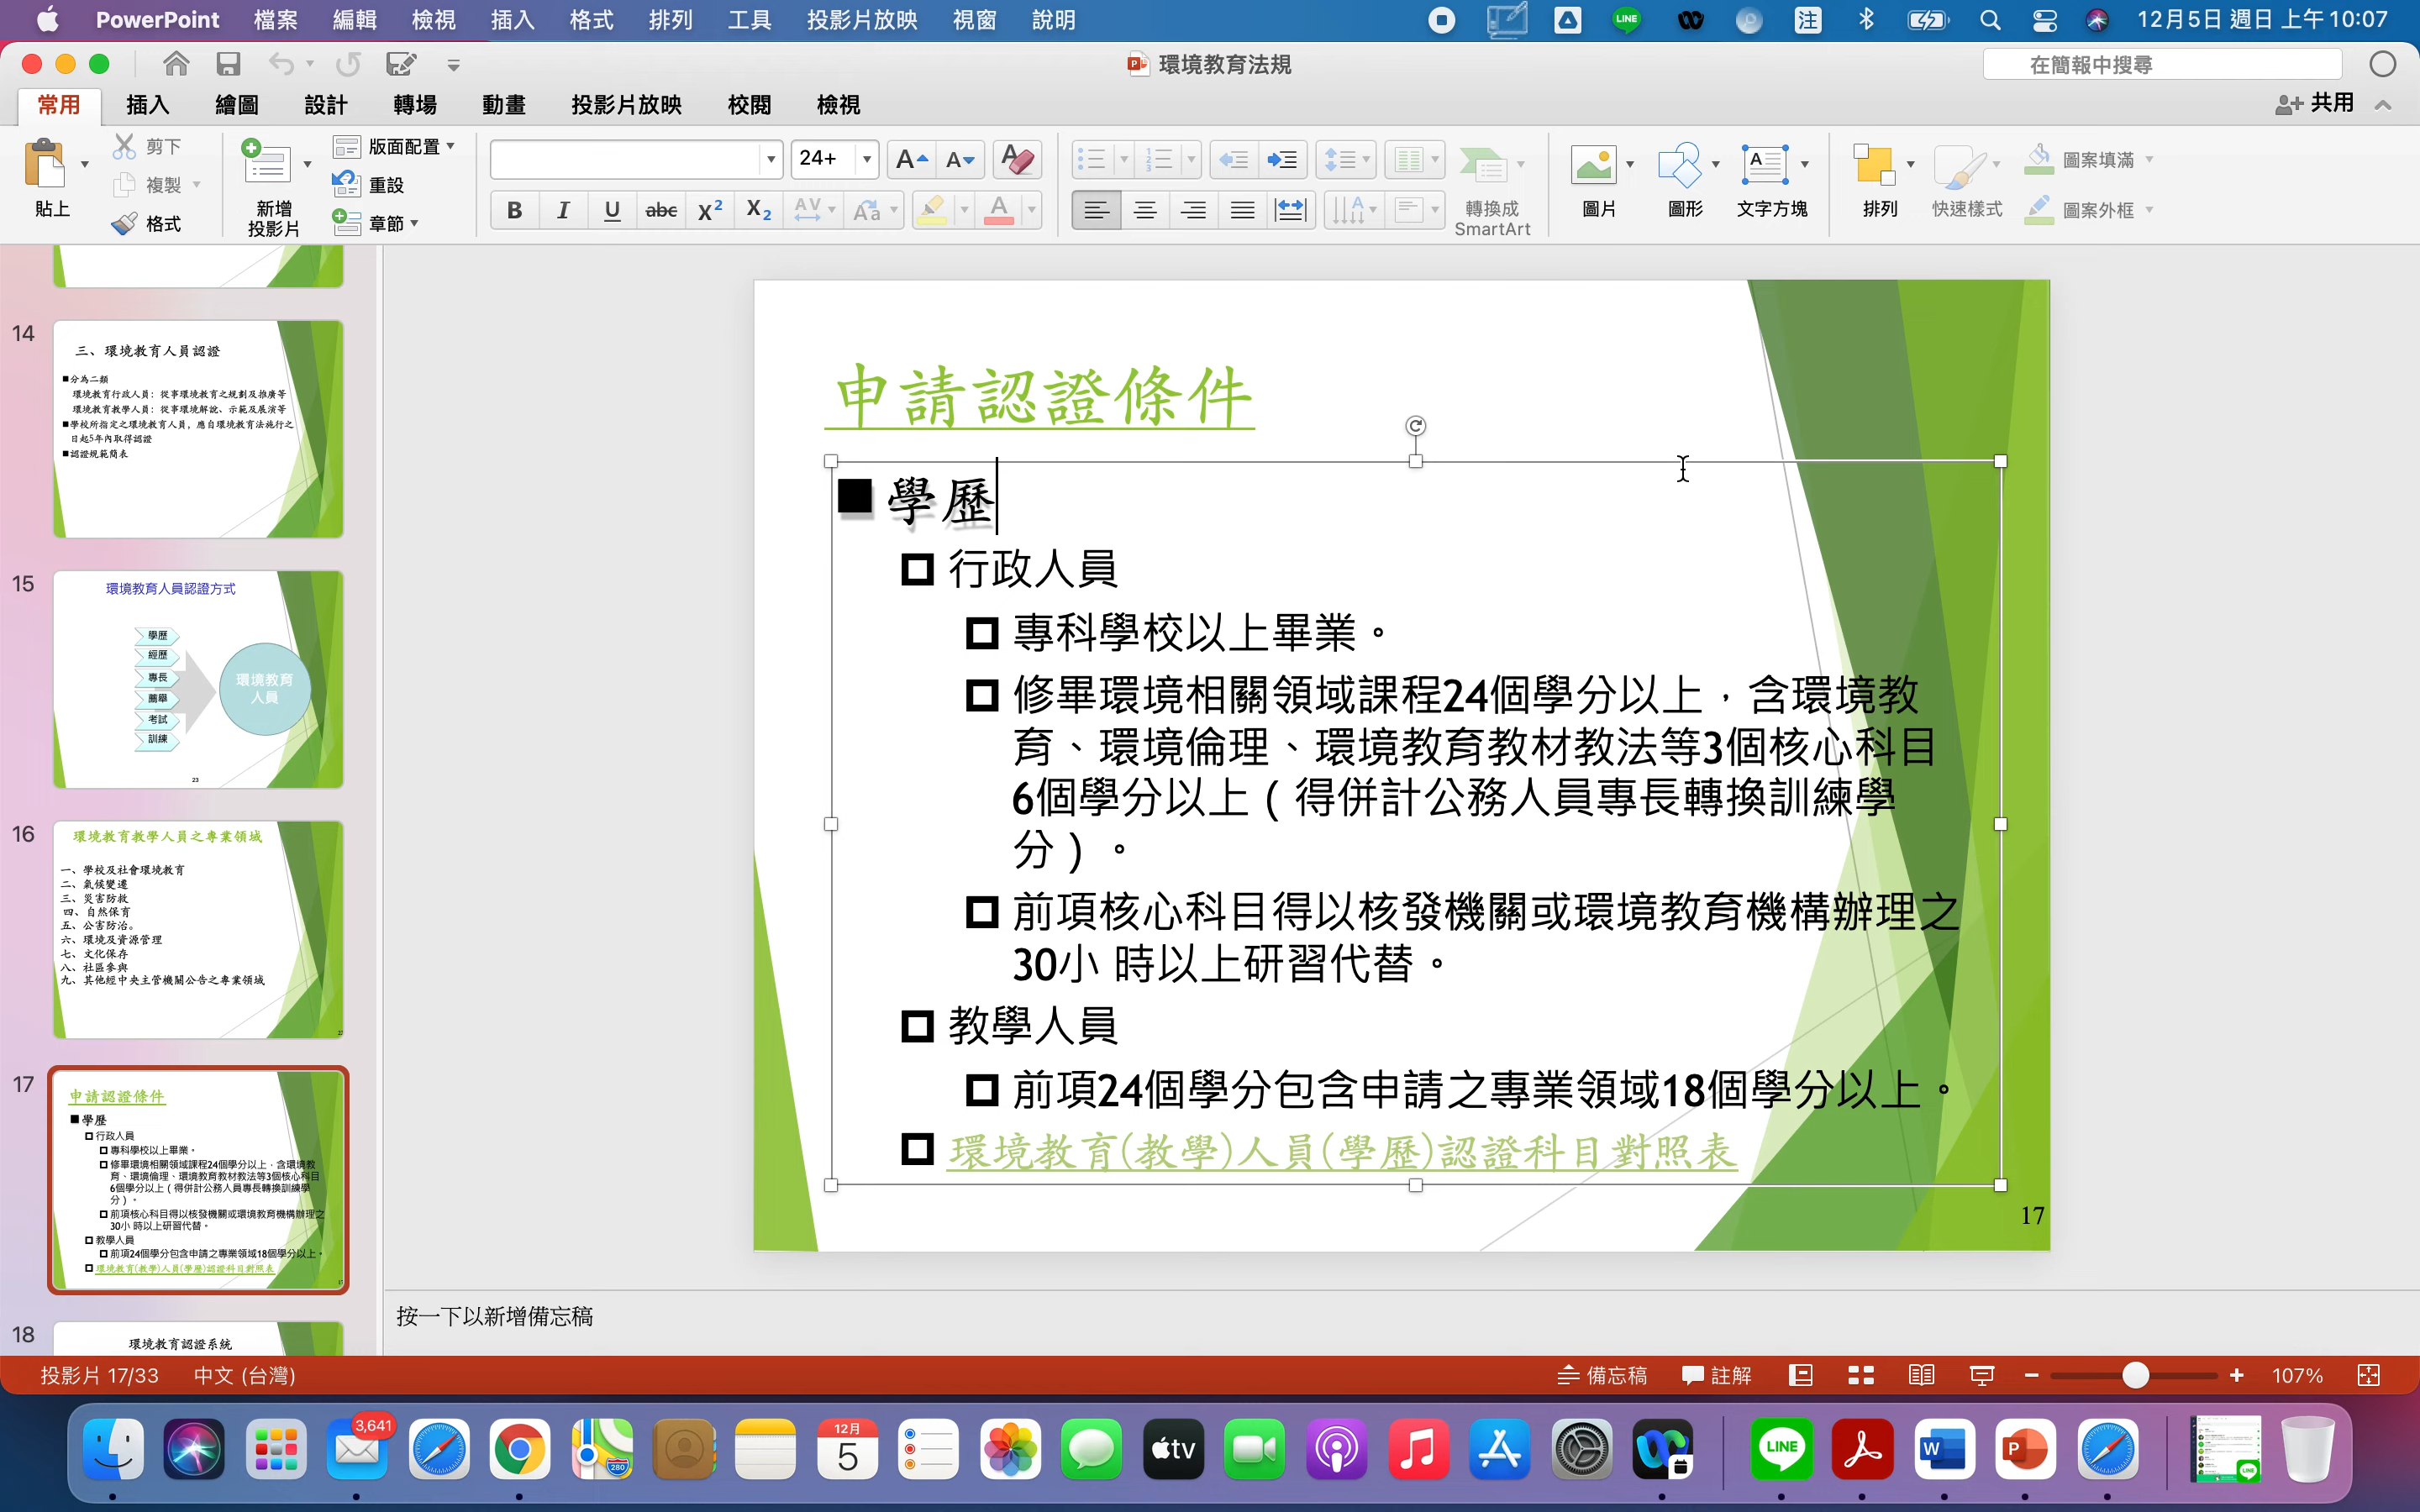 PowerPoint 檔案 編輯 檢視 插入 格式 排列 工具 投影片放映 視窗 說明
LINE 注 12月5日 週日 上午10:07
環境教育法規
在簡報中搜尋
常用 插入 繪圖 設計 轉場 動畫 投影片放映 校閱 檢視
共用
貼上
剪下
複製
格式
新增
投影片
版面配置
重設
章節
24+
轉換成
SmartArt
圖片
圖形
文字方塊
排列
快速樣式
圖案填滿
圖案外框
14
三、環境教育人員認證
■分為二類
環境教育行政人員：從事環境教育之規劃及推廣等
環境教育教學人員：從事環境解說、示範及展演等
■學校所指定之環境教育人員，應自環境教育法施行之
日起5年內取得認證
■認證規範簡表
15
環境教育人員認證方式
學歷
經歷
專長
薦舉
考試
訓練
環境教育
人員
23
16
環境教育教學人員之專業領域
一、學校及社會環境教育
二、氣候變遷
三、災害防救
四、自然保育
五、公害防治。
六、環境及資源管理
七、文化保存
八、社區參與
九、其他經中央主管機關公告之專業領域
17
申請認證條件
學歷
行政人員
專科學校以上畢業。
修畢環境相關領域課程24個學分以上，含環境教
育、環境倫理、環境教育教材教法等3個核心科目
6個學分以上（得併計公務人員專長轉換訓練學
分）。
前項核心科目得以核發機關或環境教育機構辦理之
30小 時以上研習代替。
教學人員
前項24個學分包含申請之專業領域18個學分以上。
環境教育(教學)人員(學歷)認證科目對照表
18
環境教育認證系統
申請認證條件
■ 學歷
行政人員
專科學校以上畢業。
修畢環境相關領域課程24個學分以上，含環境教
育、環境倫理、環境教育教材教法等3個核心科目
6個學分以上（得併計公務人員專長轉換訓練學
分）。
前項核心科目得以核發機關或環境教育機構辦理之
30小 時以上研習代替。
教學人員
前項24個學分包含申請之專業領域18個學分以上。
環境教育(教學)人員(學歷)認證科目對照表
17
按一下以新增備忘稿
投影片 17/33 中文 (台灣)
備忘稿 註解 107%
3,641
12月
5
280
tv
LINE
W
P